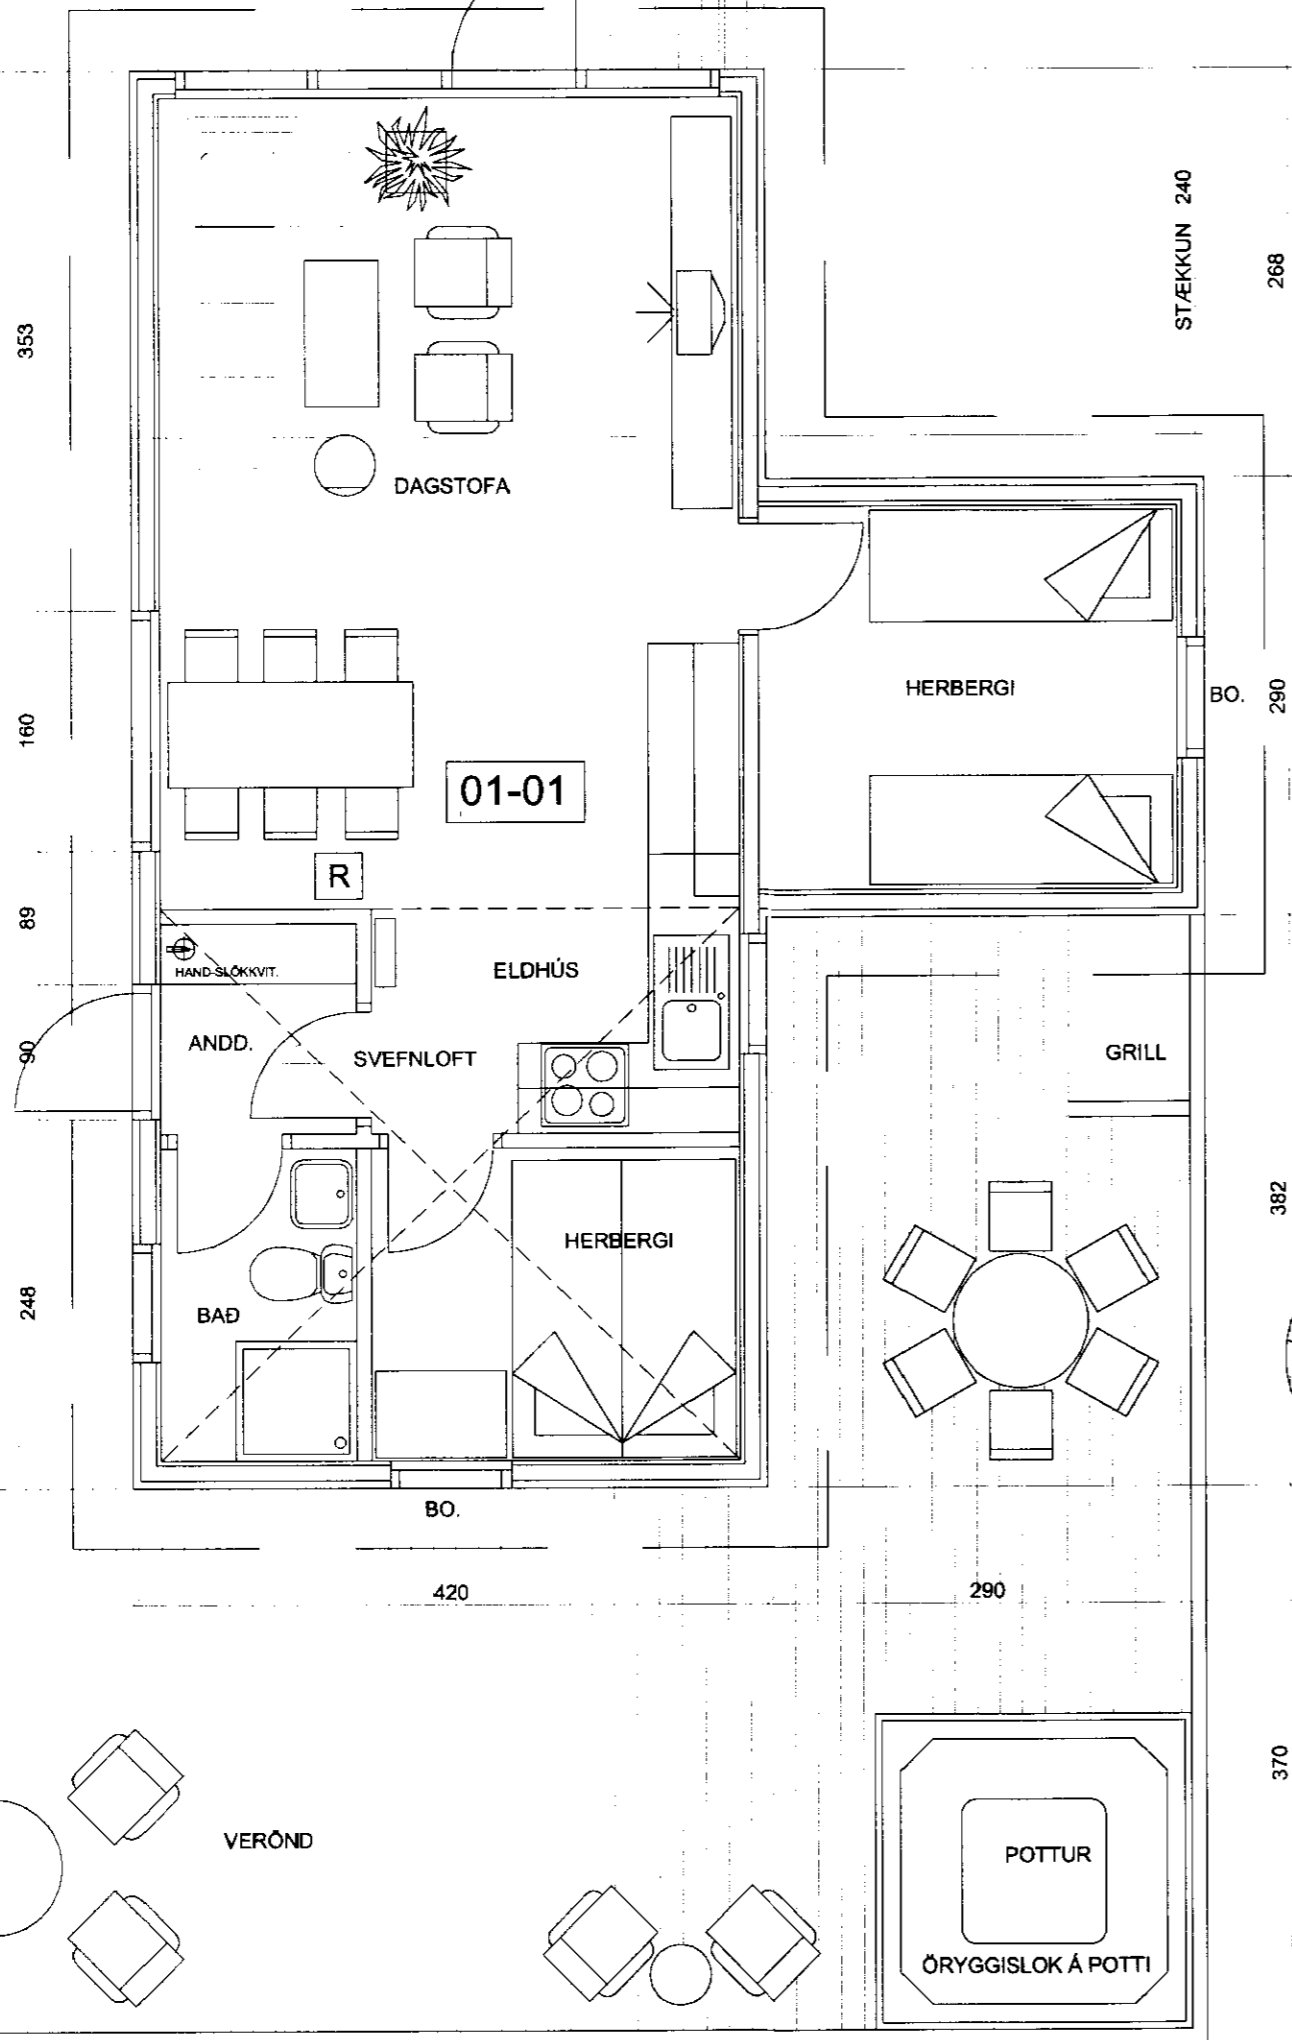 STÆKKUN 240
268
353
DAGSTOFA
HERBERGI
BO.
290
160
01-01
R
89
HAND-SLÖKKVIT.
ELDHÚS
90
ANDD.
SVEFNLOFT
GRILL
382
HERBERGI
248
BAÐ
BO.
420
290
370
VERÖND
POTTUR
ÖRYGGISLOK Á POTTI